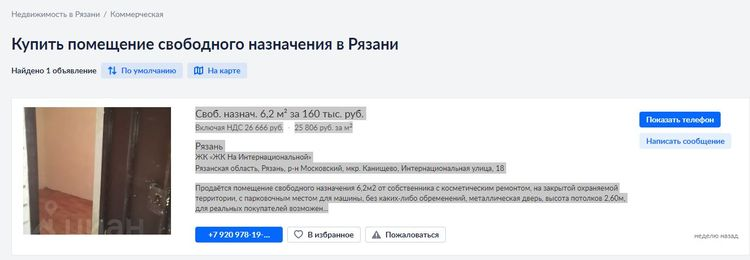 Недвижимость в Рязани / Коммерческая
Купить помещение свободного назначения в Рязани
Найдено 1 объявление По умолчанию На карте
Своб. назнач. 6,2 м² за 160 тыс. руб.
Показать телефон
Включая НДС 26 666 руб. · 25 806 руб. за м²
Написать сообщение
Рязань
ЖК «ЖК На Интернациональной»
Рязанская область, Рязань, р-н Московский, мкр. Канищево, Интернациональная улица, 18
Продаётся помещение свободного назначения 6,2м2 от собственника с косметическим ремонтом, на закрытой охраняемой
территории, с парковочным местом для машины, без каких-либо обременений, металлическая дверь, высота потолков 2,60м,
для реальных покупателей возможен...
циан
+7 920 978-19-... В избранное Пожаловаться
неделю назад